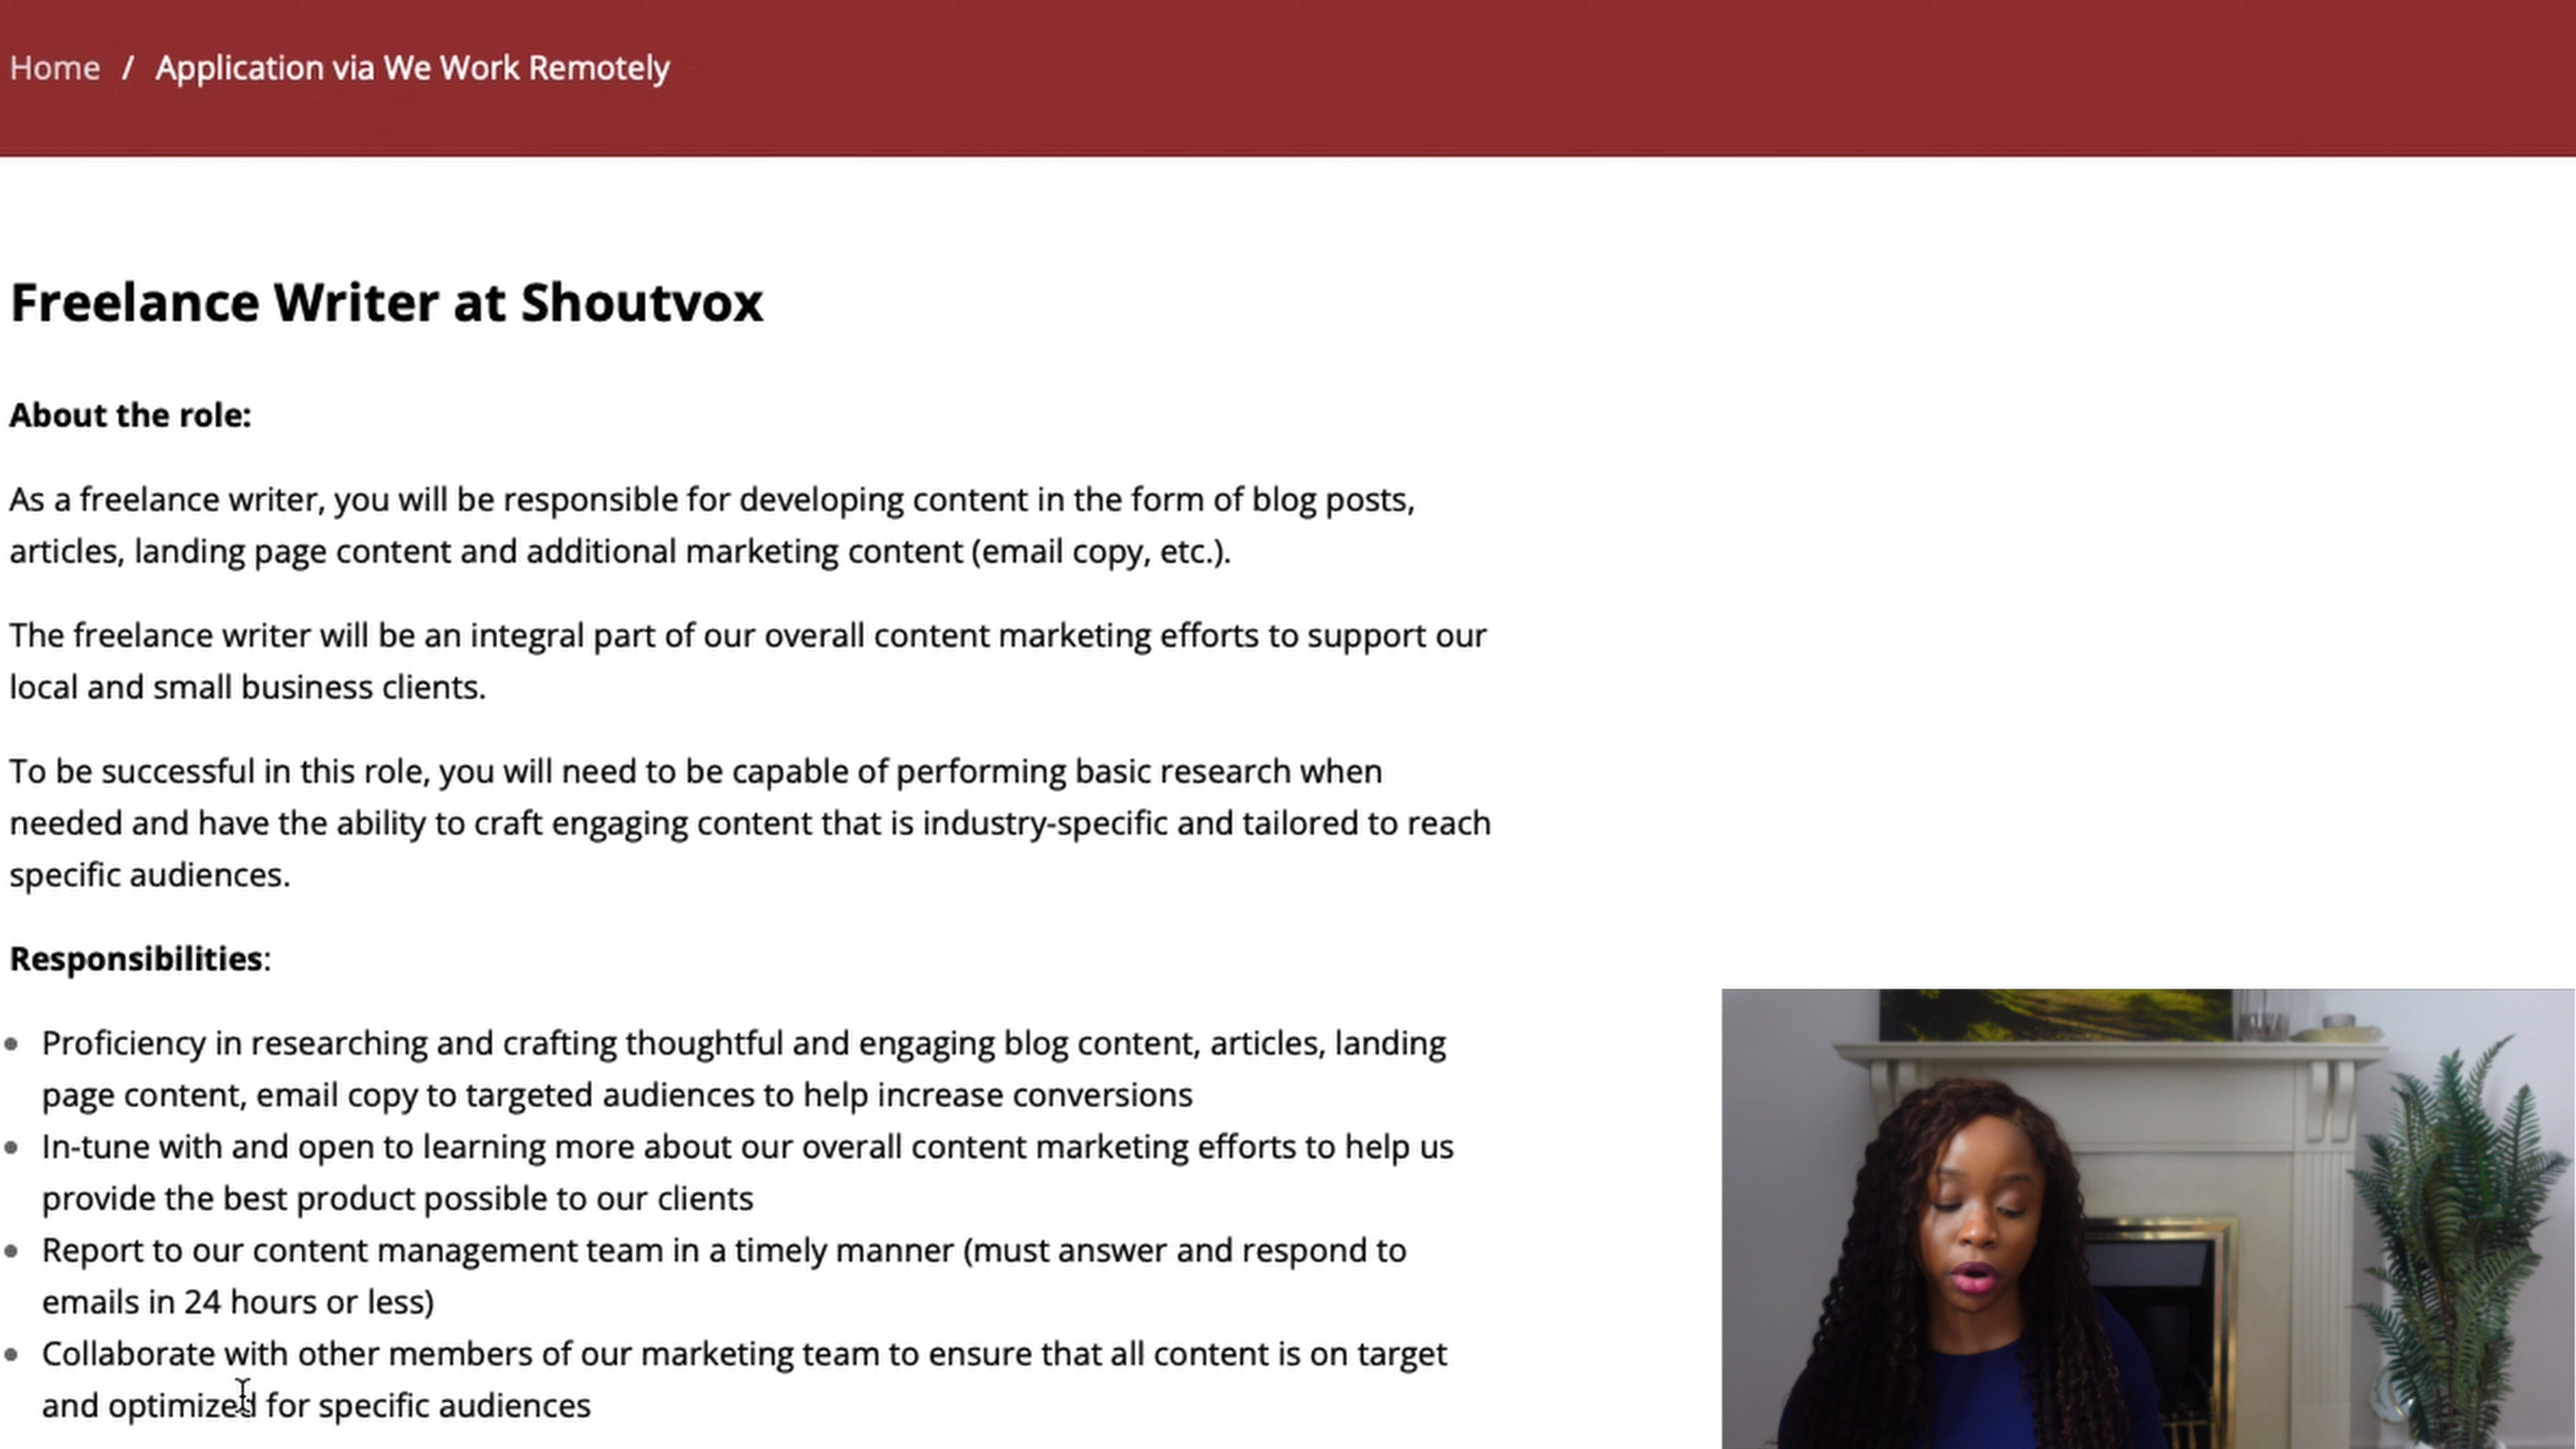 Home / Application via We Work Remotely
Freelance Writer at Shoutvox
About the role:
As a freelance writer, you will be responsible for developing content in the form of blog posts,
articles, landing page content and additional marketing content (email copy, etc.).
The freelance writer will be an integral part of our overall content marketing efforts to support our
local and small business clients.
To be successful in this role, you will need to be capable of performing basic research when
needed and have the ability to craft engaging content that is industry-specific and tailored to reach
specific audiences.
Responsibilities:
• Proficiency in researching and crafting thoughtful and engaging blog content, articles, landing
page content, email copy to targeted audiences to help increase conversions
• In-tune with and open to learning more about our overall content marketing efforts to help us
provide the best product possible to our clients
• Report to our content management team in a timely manner (must answer and respond to
emails in 24 hours or less)
• Collaborate with other members of our marketing team to ensure that all content is on target
and optimized for specific audiences